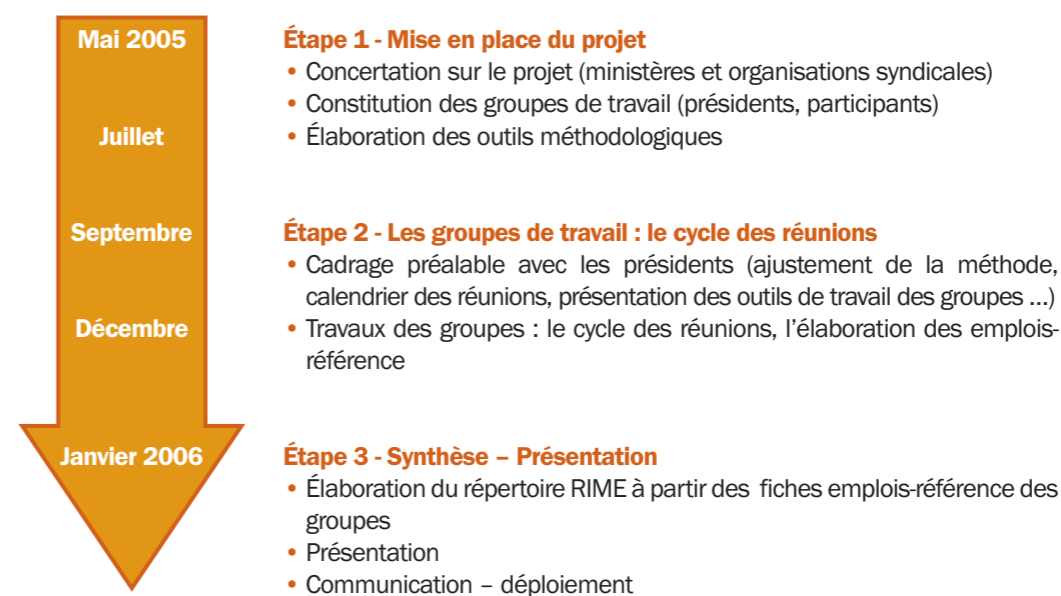 Mai 2005
Étape 1 - Mise en place du projet
• Concertation sur le projet (ministères et organisations syndicales)
• Constitution des groupes de travail (présidents, participants)
Juillet
• Élaboration des outils méthodologiques
Septembre
Étape 2 - Les groupes de travail : le cycle des réunions
• Cadrage préalable avec les présidents (ajustement de la méthode,
calendrier des réunions, présentation des outils de travail des groupes ...)
Décembre
• Travaux des groupes : le cycle des réunions, l’élaboration des emplois-
référence
Janvier 2006
Étape 3 - Synthèse – Présentation
• Élaboration du répertoire RIME à partir des fiches emplois-référence des
groupes
• Présentation
• Communication – déploiement